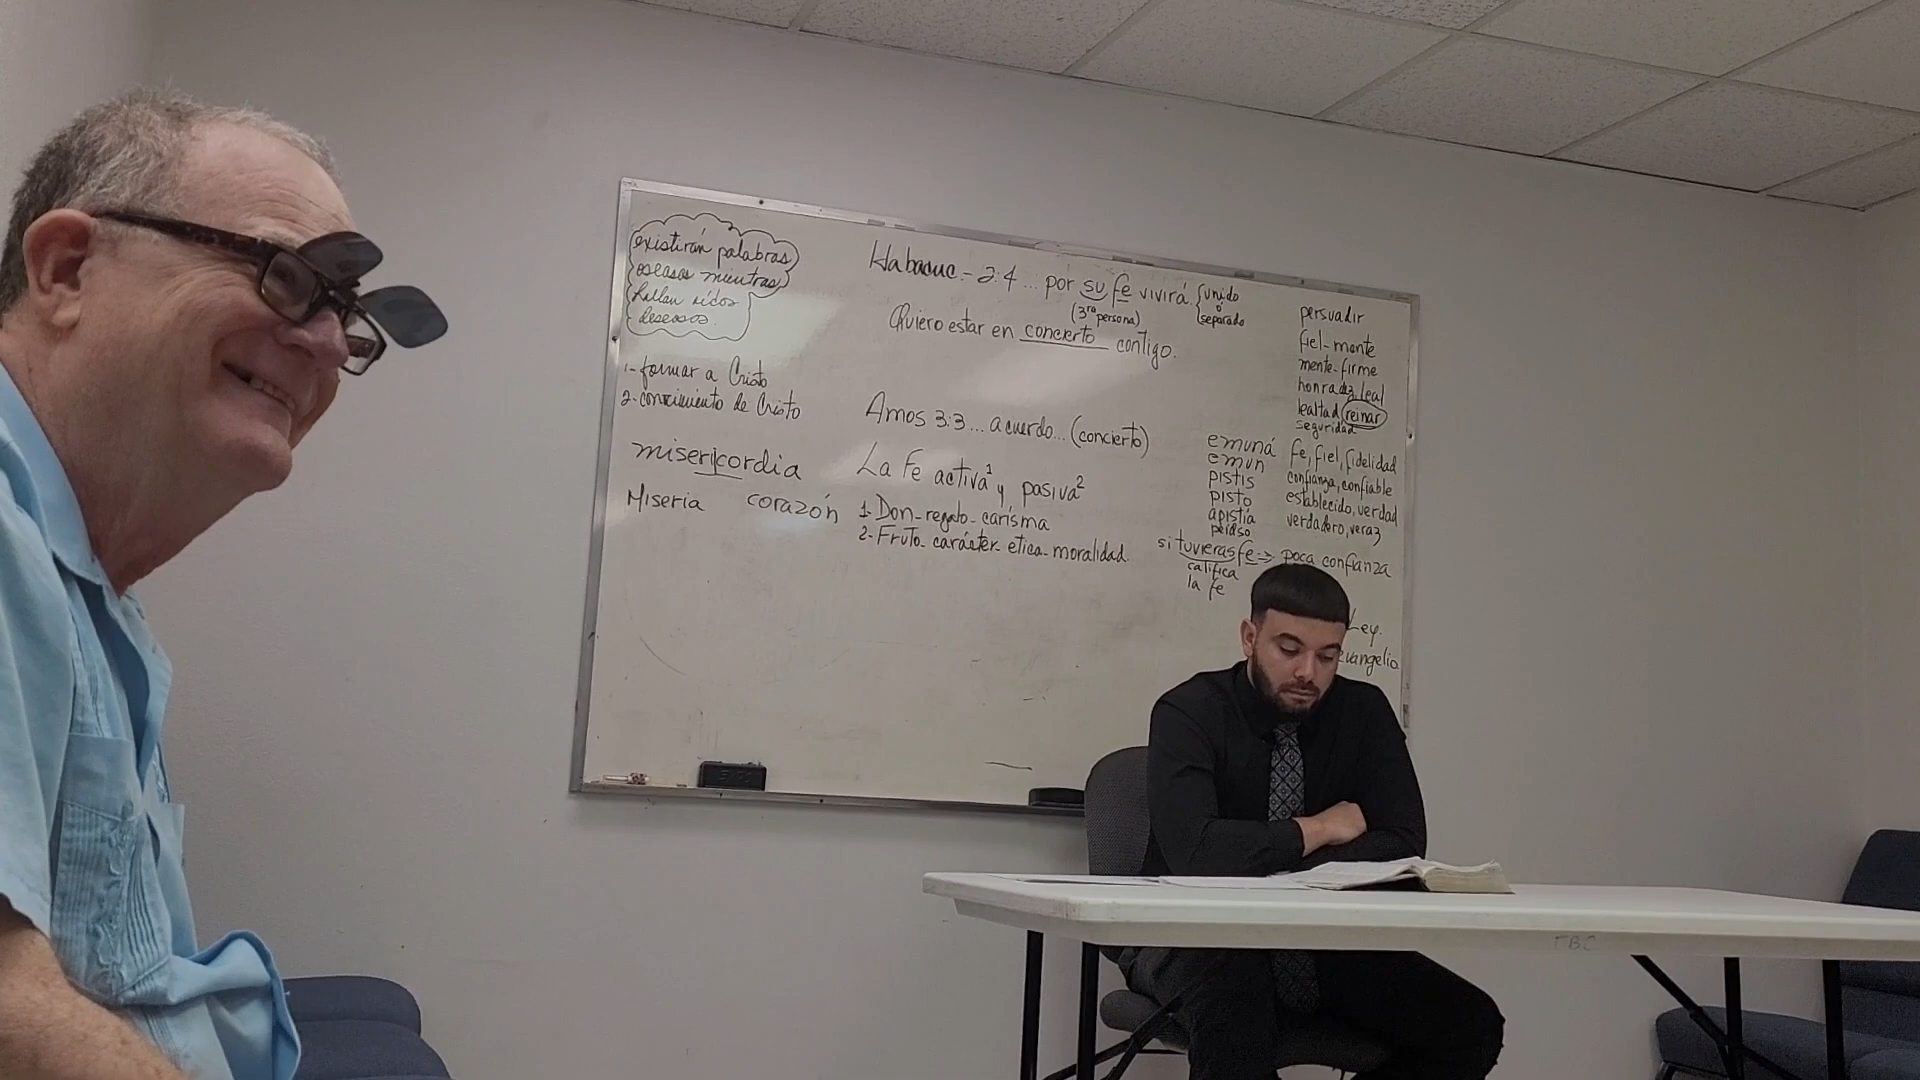 existirán palabras
escasas mientras
hallan oídos
deseosos.
Habacuc - 2:4 ... por su fe vivirá. {unido
(3ra persona)
ó
{separado
Quiero estar en concierto contigo.
1- formar a Cristo
2- conocimiento de Cristo
Amos 3:3 ... acuerdo ... (concierto)
misericordia
Miseria corazón
La Fe activa1 y pasiva2
1- Don- regalo- carisma
2- Fruto- carácter- etica- moralidad.
persuadir
fiel-mente
mente-firme
honradez, leal
lealtad reinar
seguridad
emuná fe, fiel, fidelidad
emun
pistis confianza, confiable
pisto establecido, verdad
apistía verdadero, veraz
peidso
si tuvieras fe => poca confianza
califica
la fe
Ley.
evangelio
TBC